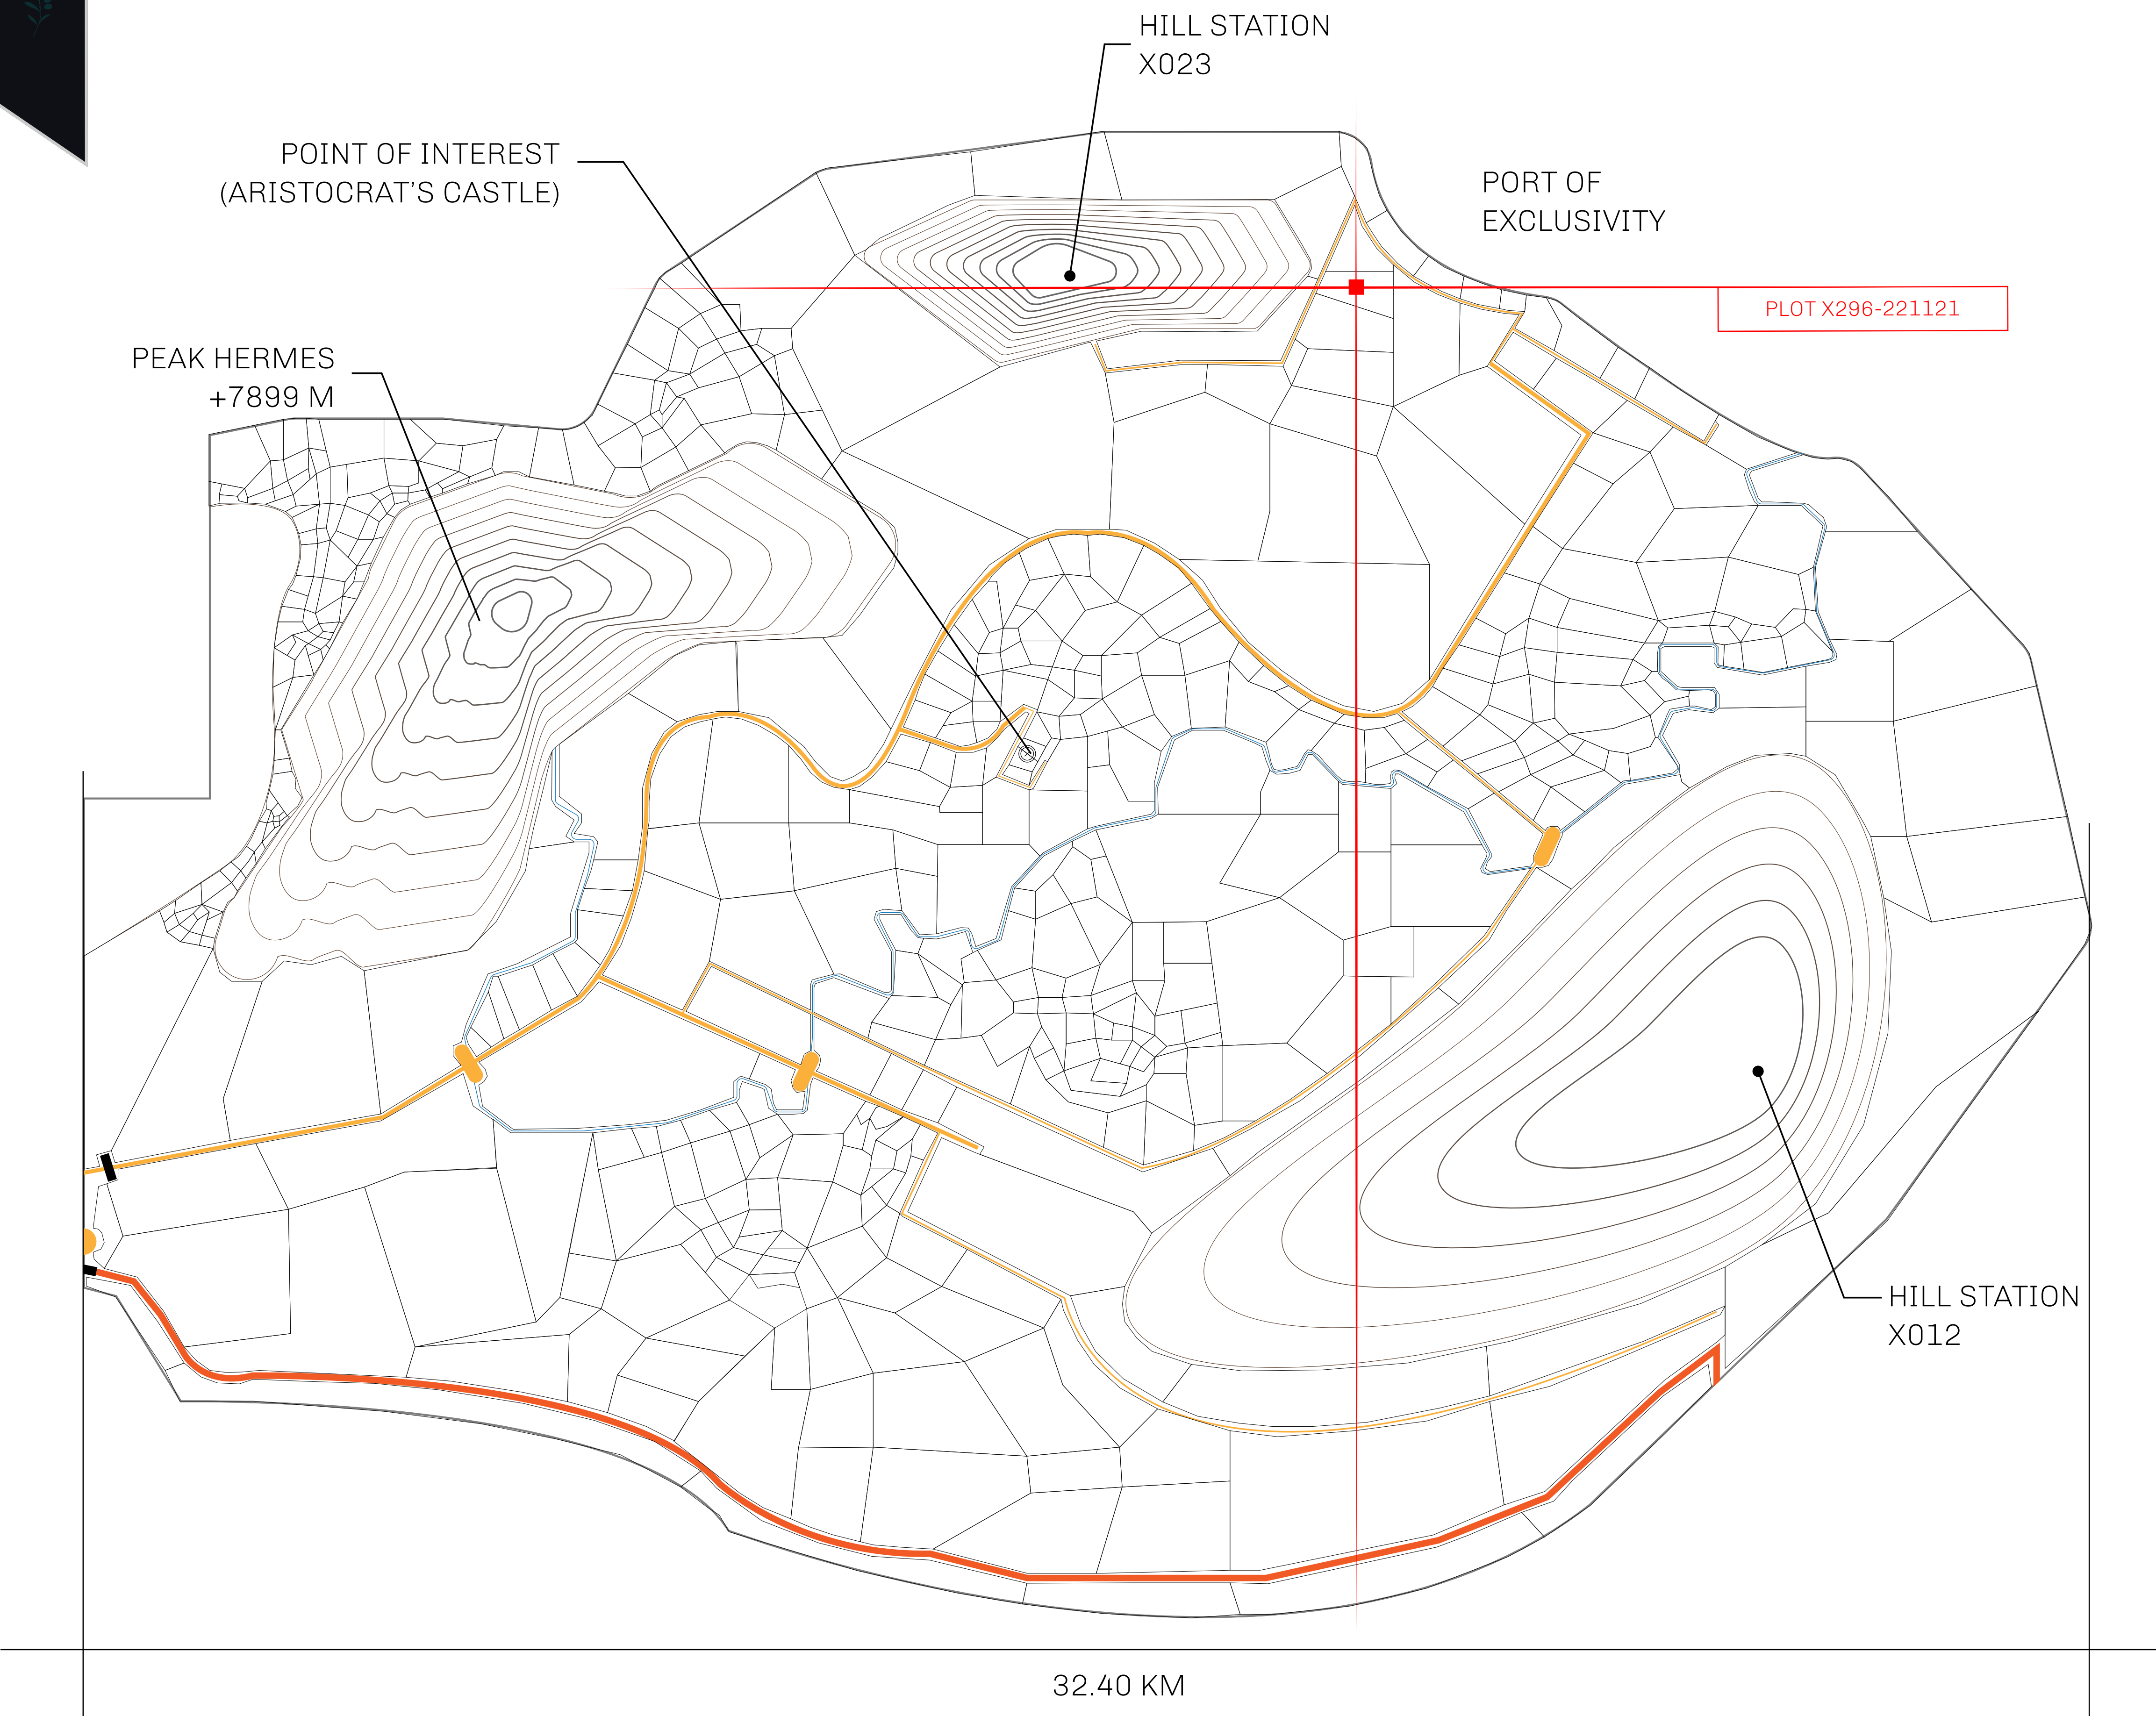 HILL STATION
X023
POINT OF INTEREST
(ARISTOCRAT'S CASTLE)
PORT OF
EXCLUSIVITY
PLOT X296-221121
PEAK HERMES
+7899 M
HILL STATION
X012
32.40 KM